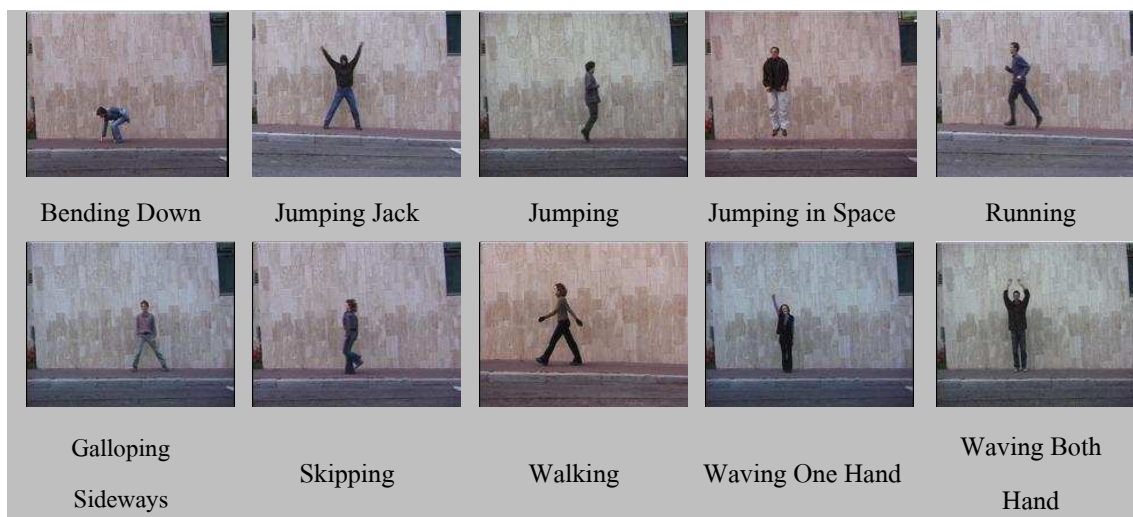 Bending Down
Jumping Jack
Jumping
Jumping in Space
Running
Galloping
Sideways
Skipping
Walking
Waving One Hand
Waving Both
Hand